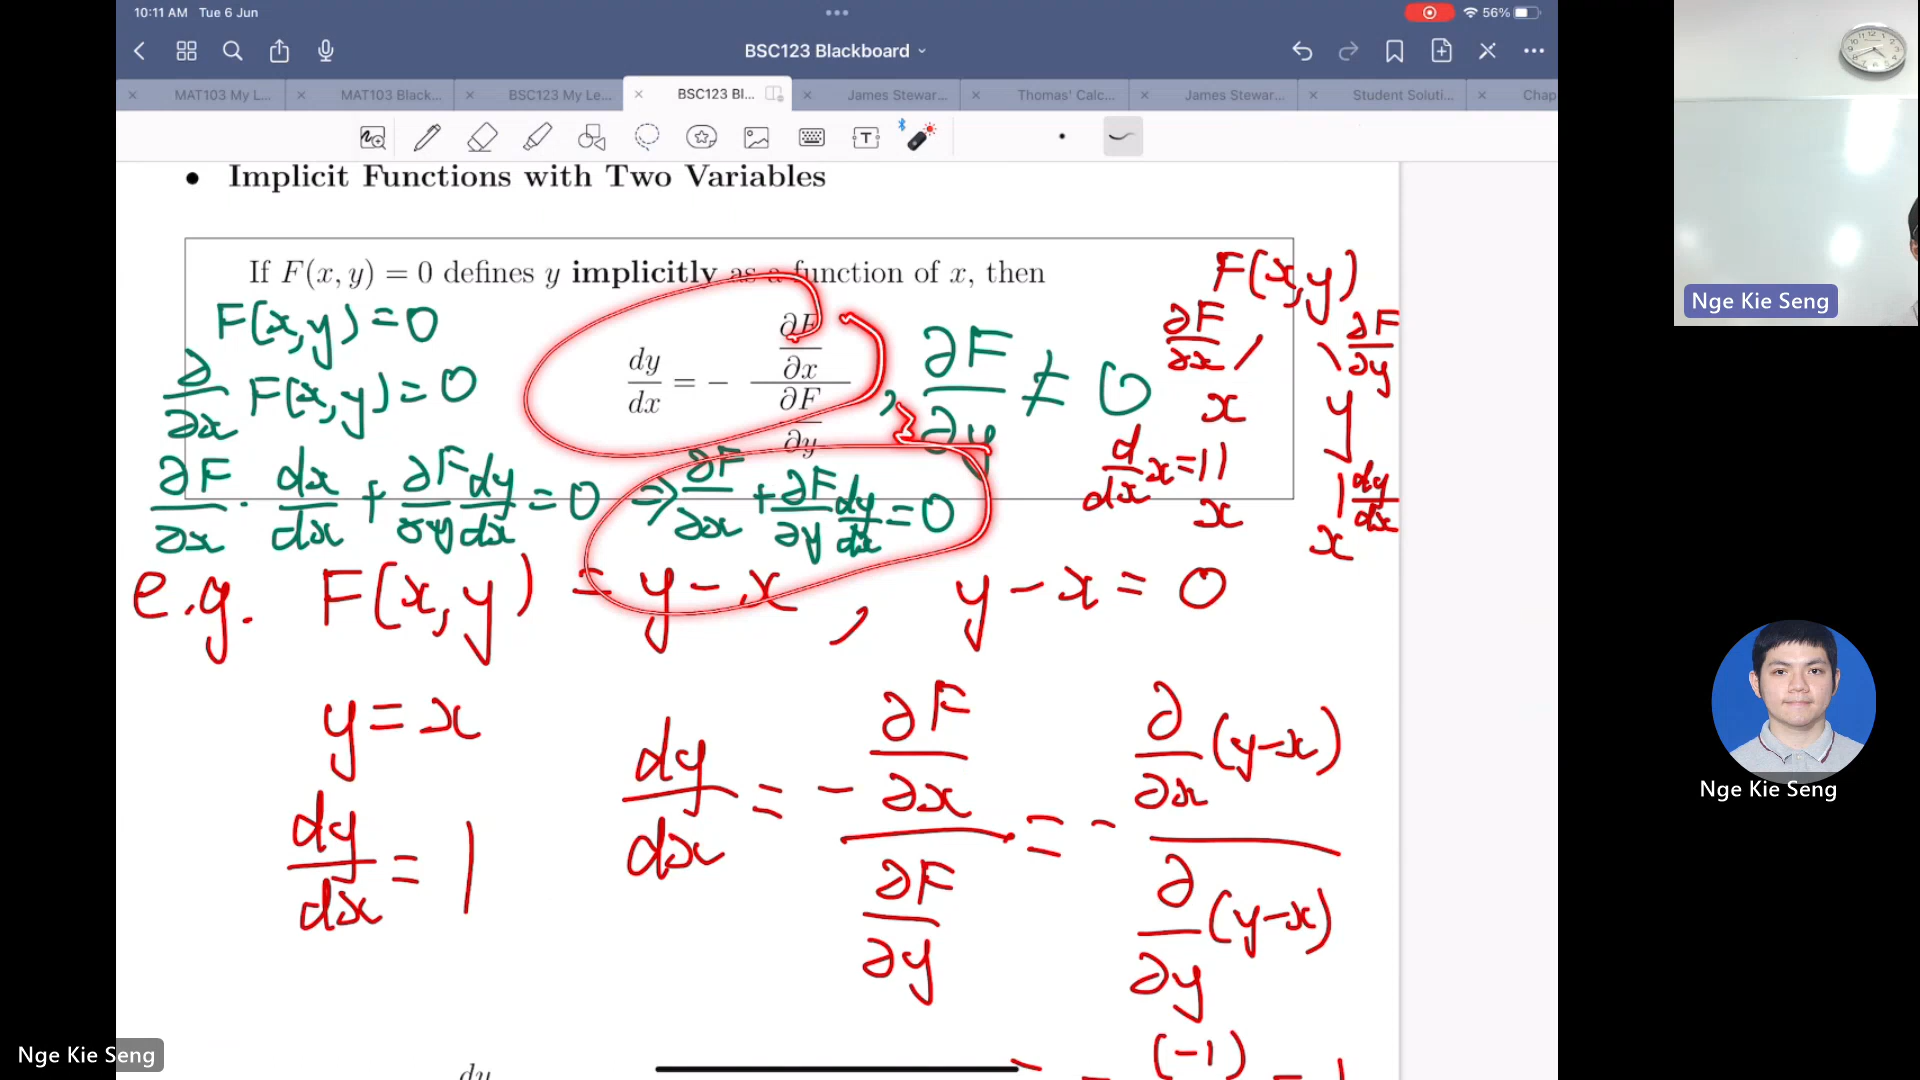 10:11 AM Tue 6 Jun
56%
BSC123 Blackboard
MAT103 My L...
MAT103 Black...
BSC123 My Le...
BSC123 Bl...
James Stewar...
Thomas' Calc...
James Stewar...
Student Soluti...
Chap
• Implicit Functions with Two Variables
If F(x, y) = 0 defines y implicitly as a function of x, then
dy/dx = − (∂F/∂x)/(∂F/∂y)
, ∂F/∂y ≠ 0
F(x,y)=0
∂/∂x F(x,y)=0
∂F/∂x · dx/dx + ∂F/∂y dy/dx = 0 ⇒ ∂F/∂x + ∂F/∂y dy/dx = 0
F(x,y)
∂F/∂x ∂F/∂y
x y
d/dx x = 1 | | dy/dx
x x
e.g. F(x,y) = y-x , y-x = 0
y = x
dy/dx = 1
dy/dx = - (∂F/∂x)/(∂F/∂y) = - (∂/∂x (y-x))/(∂/∂y (y-x))
(-1)
dy
Nge Kie Seng
Nge Kie Seng
Nge Kie Seng